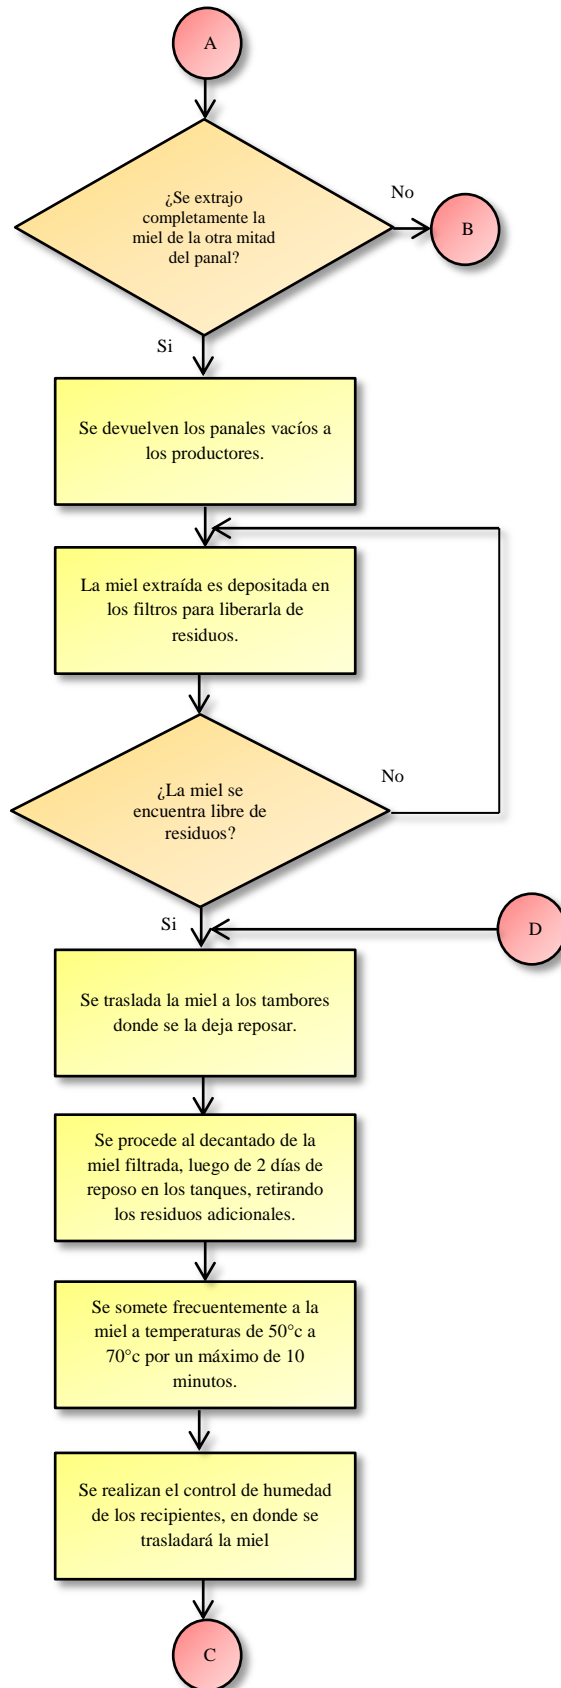 A
¿Se extrajo
completamente la
miel de la otra mitad
del panal?
No
B
Si
Se devuelven los panales vacíos a
los productores.
La miel extraída es depositada en
los filtros para liberarla de
residuos.
¿La miel se
encuentra libre de
residuos?
No
Si
D
Se traslada la miel a los tambores
donde se la deja reposar.
Se procede al decantado de la
miel filtrada, luego de 2 días de
reposo en los tanques, retirando
los residuos adicionales.
Se somete frecuentemente a la
miel a temperaturas de 50°c a
70°c por un máximo de 10
minutos.
Se realizan el control de humedad
de los recipientes, en donde se
trasladará la miel
C